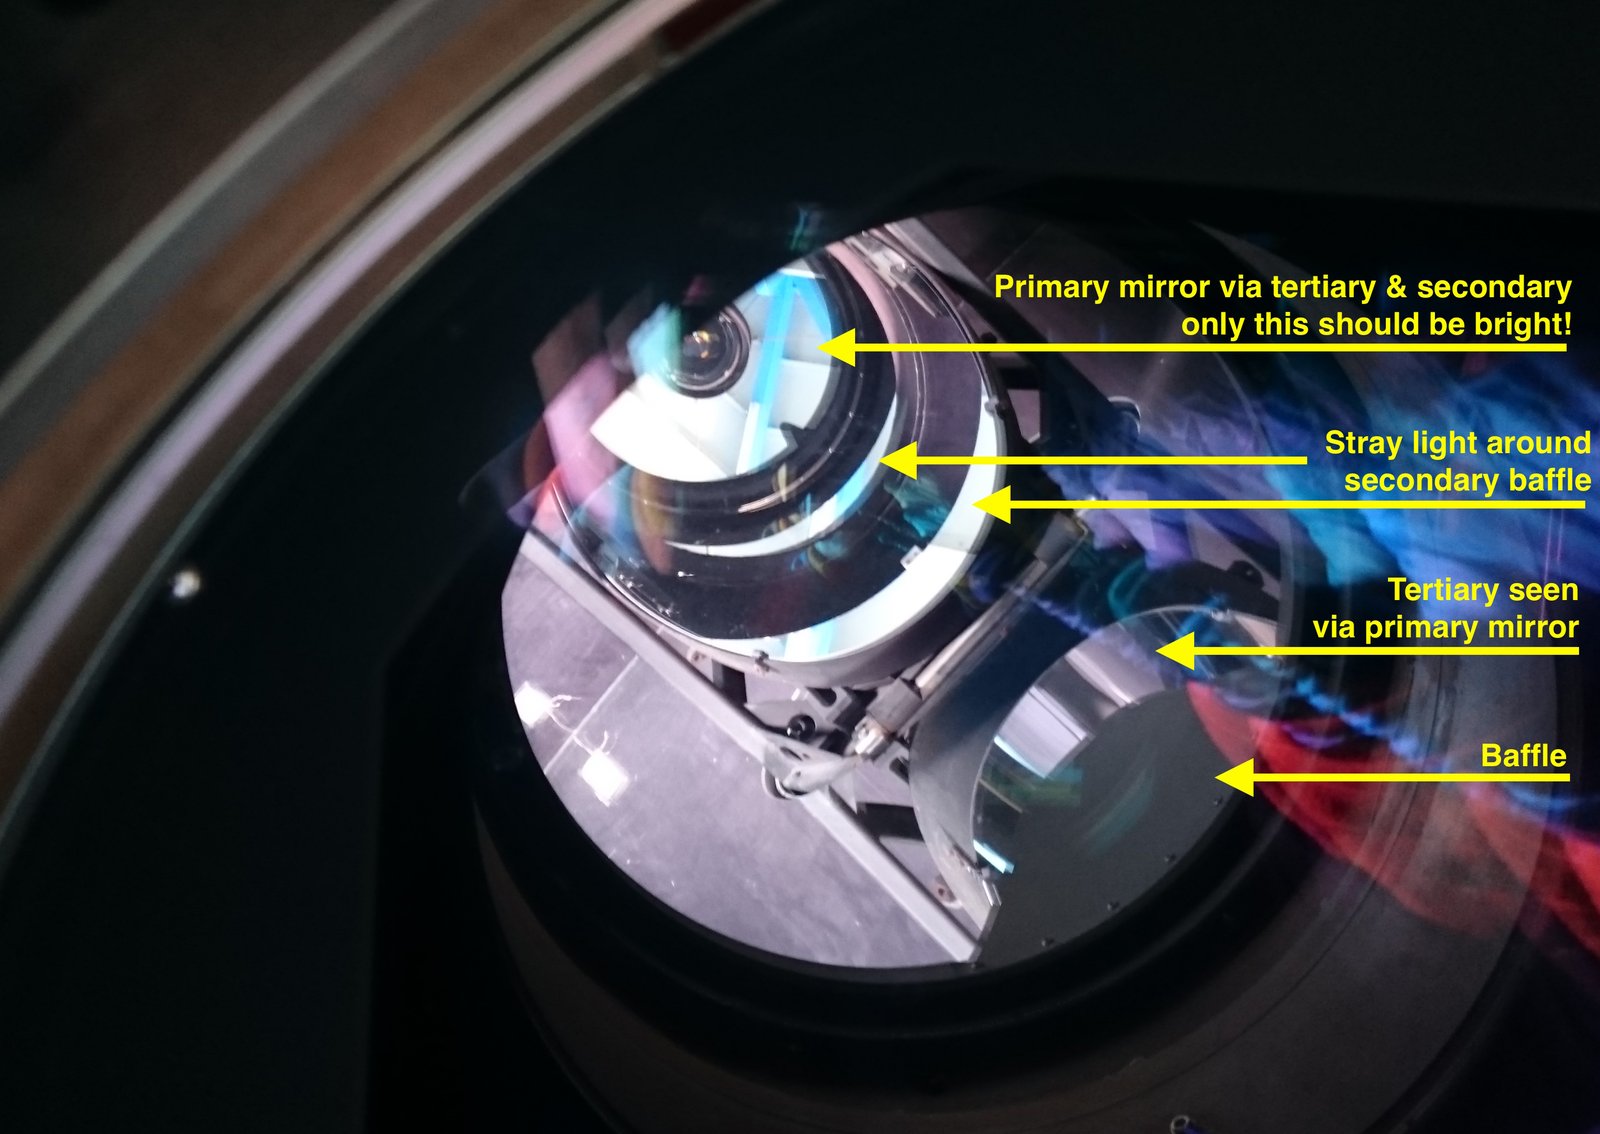 Primary mirror via tertiary & secondary
only this should be bright!
Stray light around
secondary baffle
Tertiary seen
via primary mirror
Baffle